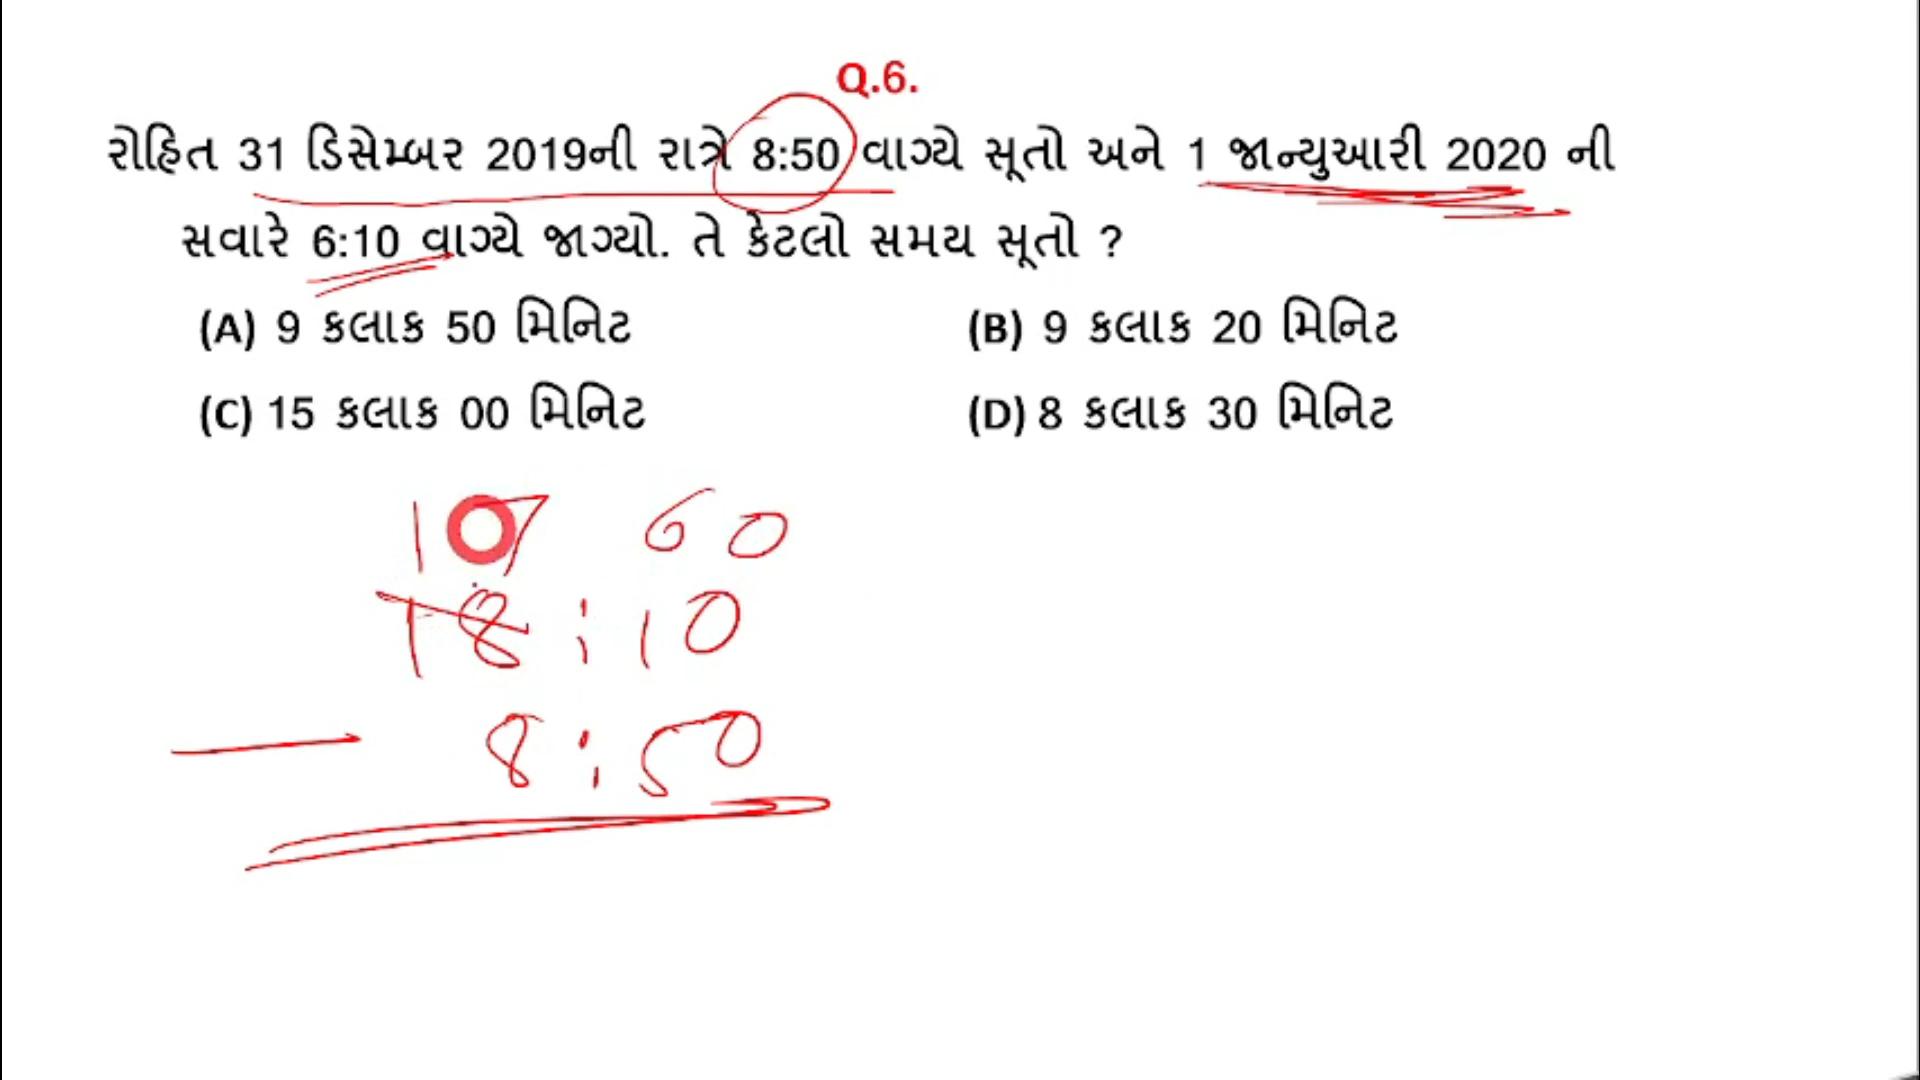 Q.6.
રોહિત 31 ડિસેમ્બર 2019ની રાત્રે 8:50 વાગ્યે સૂતો અને 1 જાન્યુઆરી 2020 ની
સવારે 6:10 વાગ્યે જાગ્યો. તે કેટલો સમય સૂતો ?
(A) 9 કલાક 50 મિનિટ (B) 9 કલાક 20 મિનિટ
(C) 15 કલાક 00 મિનિટ (D) 8 કલાક 30 મિનિટ
17 60
18:10
— 8:50